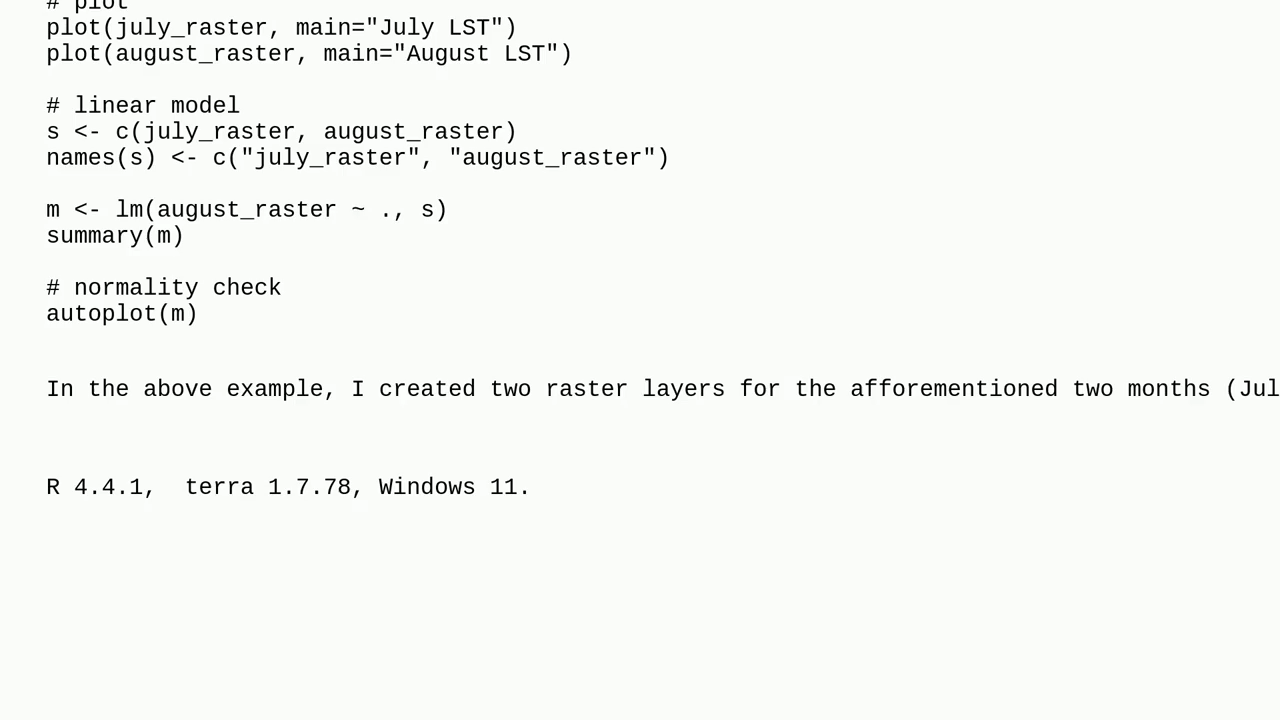 # plot
plot(july_raster, main="July LST")
plot(august_raster, main="August LST")
# linear model
s <- c(july_raster, august_raster)
names(s) <- c("july_raster", "august_raster")
m <- lm(august_raster ~ ., s)
summary(m)
# normality check
autoplot(m)
In the above example, I created two raster layers for the afforementioned two months (Jul
R 4.4.1,  terra 1.7.78, Windows 11.